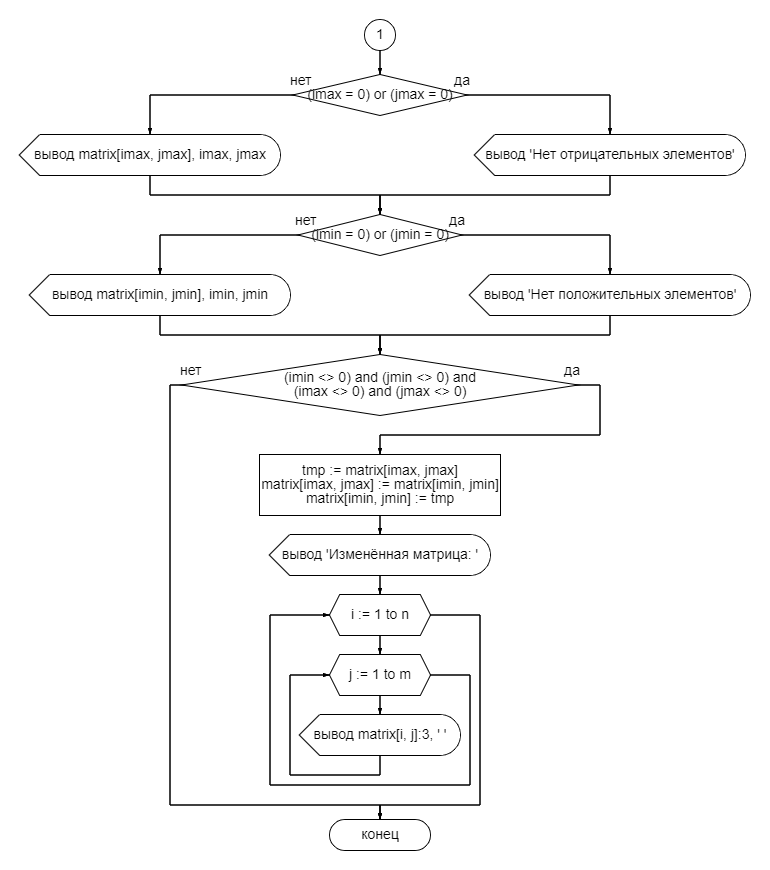 1
нет
да
(imax = 0) or (jmax = 0)
вывод matrix[imax, jmax], imax, jmax
вывод 'Нет отрицательных элементов'
нет
да
(imin = 0) or (jmin = 0)
вывод matrix[imin, jmin], imin, jmin
вывод 'Нет положительных элементов'
нет
да
(imin <> 0) and (jmin <> 0) and
(imax <> 0) and (jmax <> 0)
tmp := matrix[imax, jmax]
matrix[imax, jmax] := matrix[imin, jmin]
matrix[imin, jmin] := tmp
вывод 'Изменённая матрица: '
i := 1 to n
j := 1 to m
вывод matrix[i, j]:3, ' '
конец